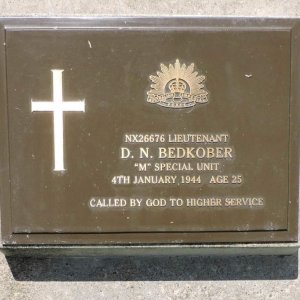 NX26676 LIEUTENANT
D. N. BEDKOBER
"M" SPECIAL UNIT
4TH JANUARY 1944 AGE 25
CALLED BY GOD TO HIGHER SERVICE